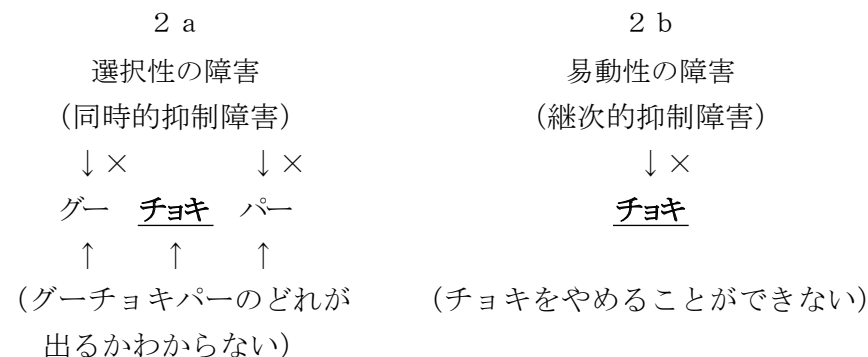 ２ａ ２ｂ
選択性の障害 易動性の障害
（同時的抑制障害） （継次的抑制障害）
↓× ↓× ↓×
グー チョキ パー チョキ
↑ ↑ ↑
（グーチョキパーのどれが （チョキをやめることができない）
出るかわからない）